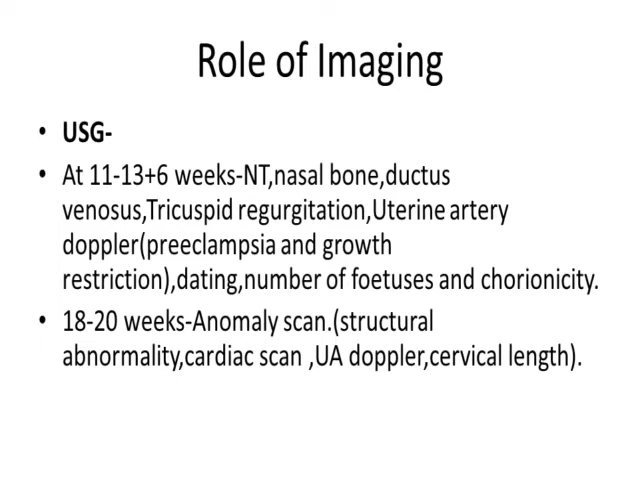 Role of Imaging
• USG-
• At 11-13+6 weeks-NT,nasal bone,ductus
venosus,Tricuspid regurgitation,Uterine artery
doppler(preeclampsia and growth
restriction),dating,number of foetuses and chorionicity.
• 18-20 weeks-Anomaly scan.(structural
abnormality,cardiac scan ,UA doppler,cervical length).